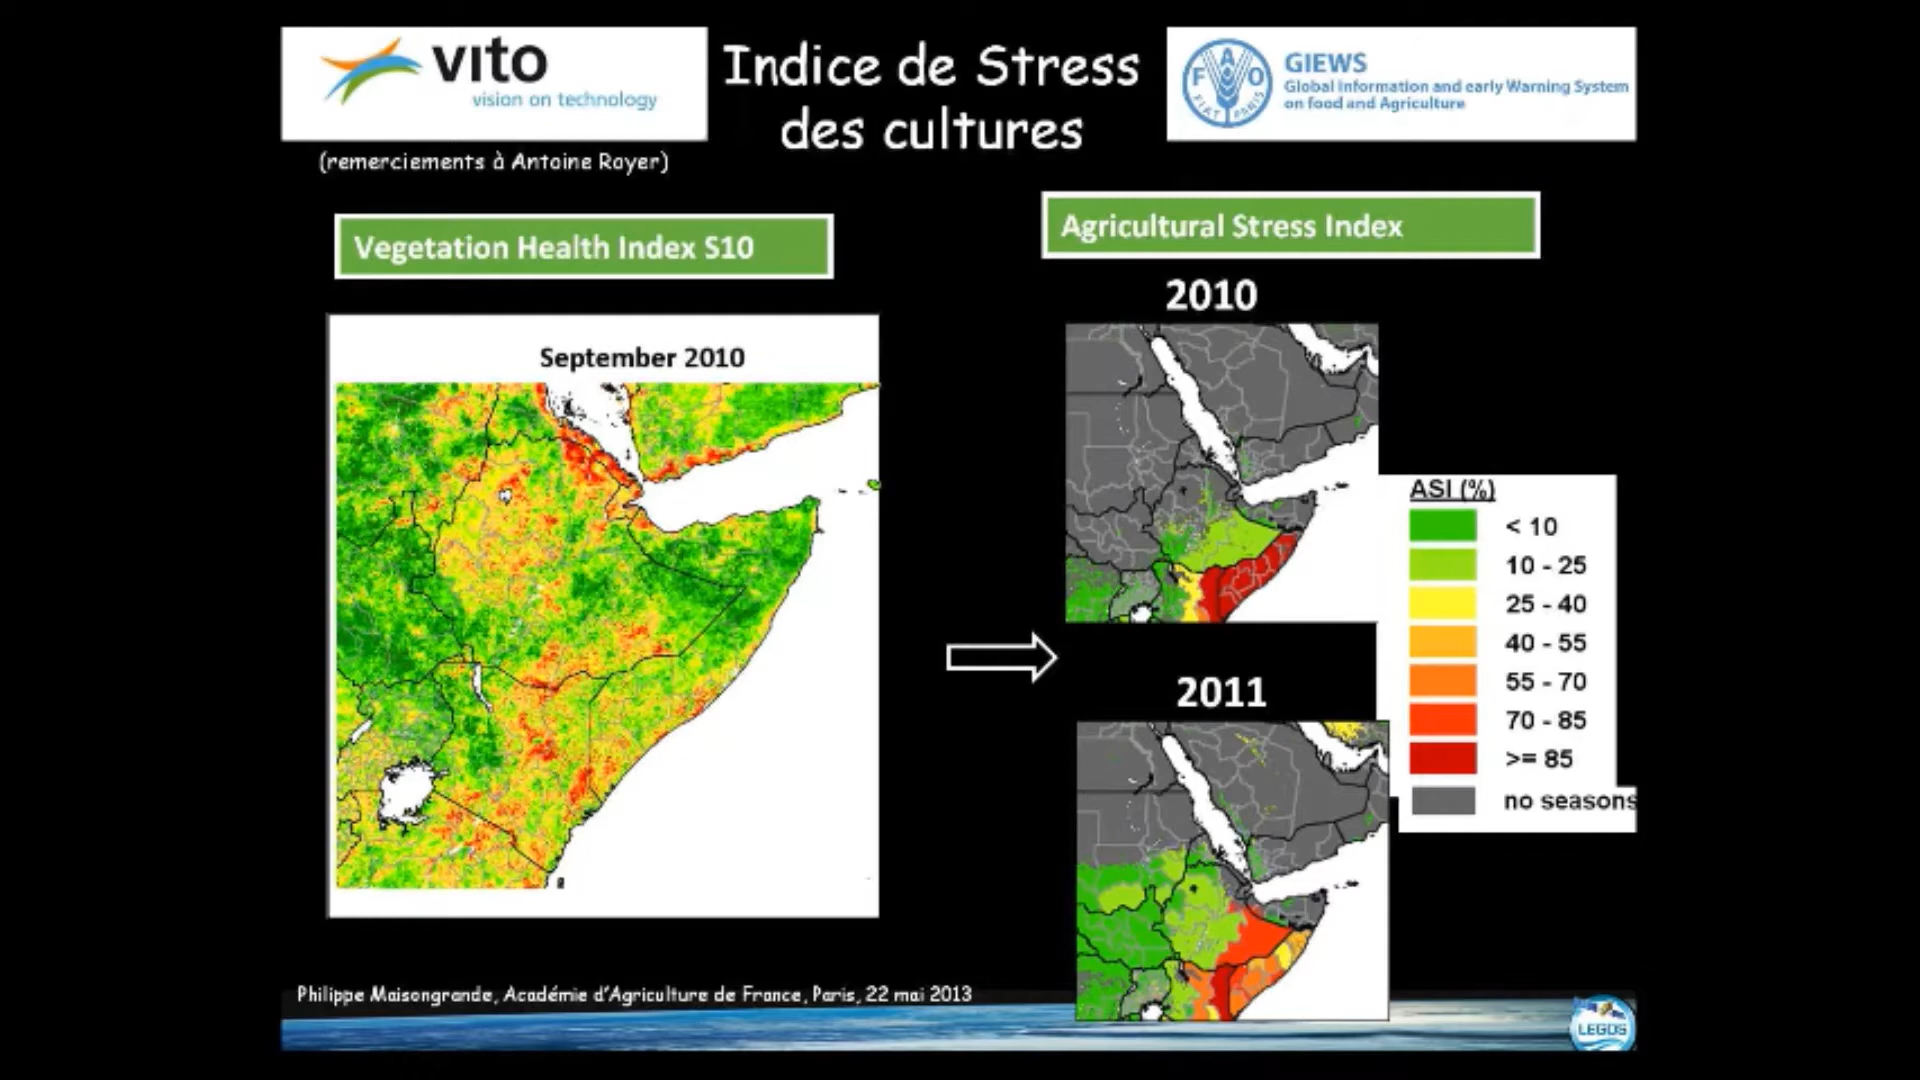 vito
vision on technology
(remerciements à Antoine Royer)
Indice de Stress
des cultures
F A O
FIAT PANIS
GIEWS
Global information and early Warning System
on food and Agriculture
Vegetation Health Index S10
September 2010
Agricultural Stress Index
2010
2011
ASI (%)
< 10
10 - 25
25 - 40
40 - 55
55 - 70
70 - 85
>= 85
no seasons
Philippe Maisongrande, Académie d'Agriculture de France, Paris, 22 mai 2013
LEGOS